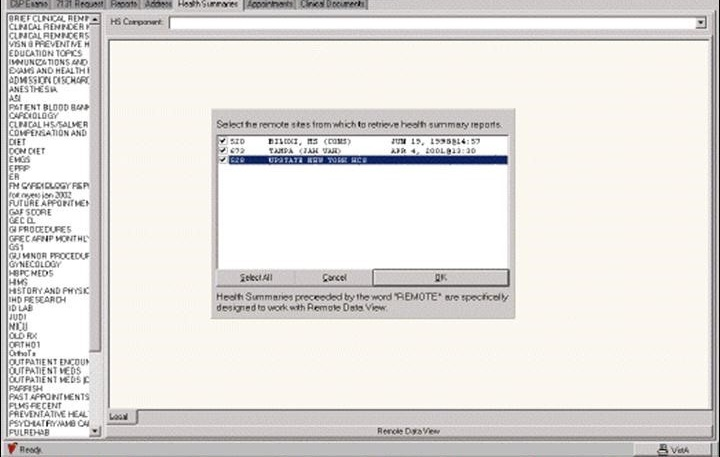 C&P Exams 7131 Request Reports Address Health Summaries Appointments Clinical Documents
HS Component:
BRIEF CLINICAL REM
CLINICAL REMINDER
CLINICAL REMINDERS
VISN 8 PREVENTIVE H
EDUCATION TOPICS
IMMUNIZATIONS AND
EXAMS AND HEALTH
ADMISSION DISCHARG
ANESTHESIA
ASI
PATIENT BLOOD BANK
CARDIOLOGY
CLINICAL HS/SALMER
COMPENSATION AND
DIET
DOM DIET
EMGS
EPRP
ER
FM CARDIOLOGY REP
fort myers jan 2002
FUTURE APPOINTMEN
GAF SCORE
GEC CL
GI PROCEDURES
GREC ARNP MONTHLY
GS1
GU MINOR PROCEDUR
GYNECOLOGY
HBPC MEDS
HIMS
HISTORY AND PHYSIC
IHD RESEARCH
ID LAB
JUDI
MICU
OLD RX
ORTHO1
OrthoTx
OUTPATIENT ENCOUN
OUTPATIENT MEDS
OUTPATIENT MEDS
PARRISH
PAST APPOINTMENTS
PLMS-RECENT
PREVENTATIVE HEAL
PSYCHIATRY/AMB CA
PULREHAB
Select the remote sites from which to retrieve health summary reports.
520 BILOXI, MS (DOMS) JUN 19, 1998@14:57
673 TAMPA (JAH VAH) APR 4, 2001@13:30
528 UPSTATE NEW YORK HCS
Select All Cancel OK
Health Summaries preceeded by the word "REMOTE" are specifically
designed to work with Remote Data View.
Local
Remote Data View
Ready. VistA